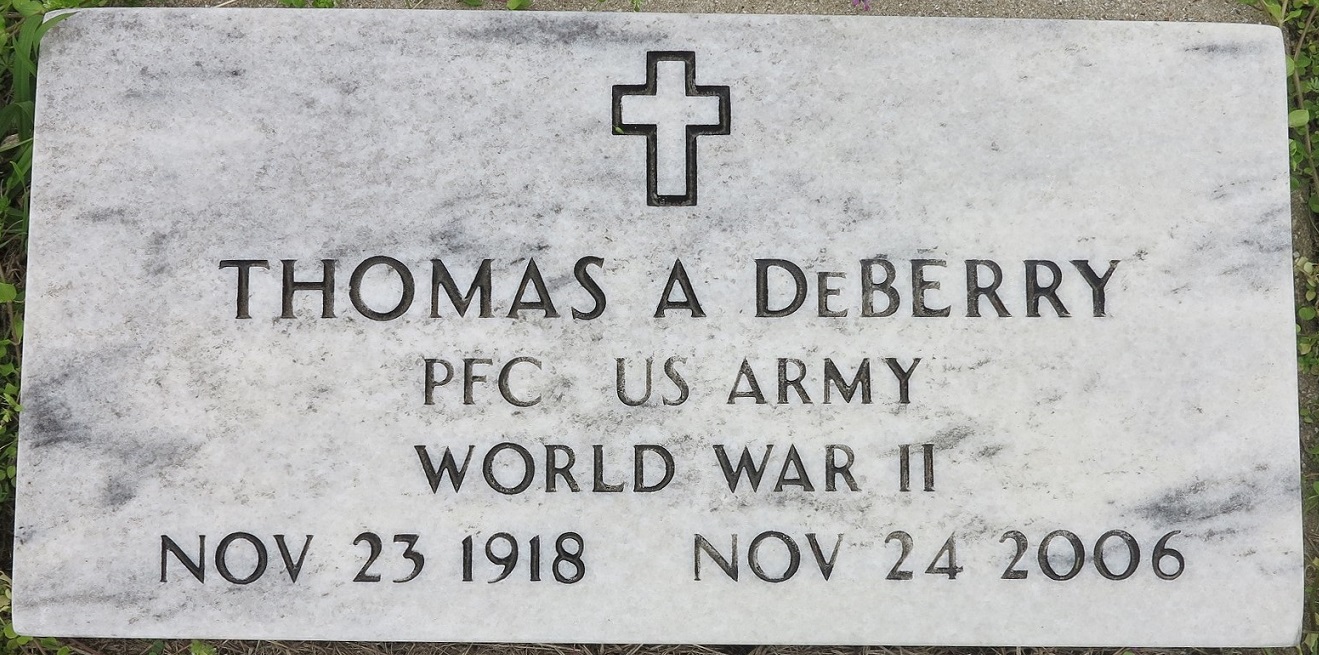 THOMAS A DeBERRY
PFC US ARMY
WORLD WAR II
NOV 23 1918 NOV 24 2006